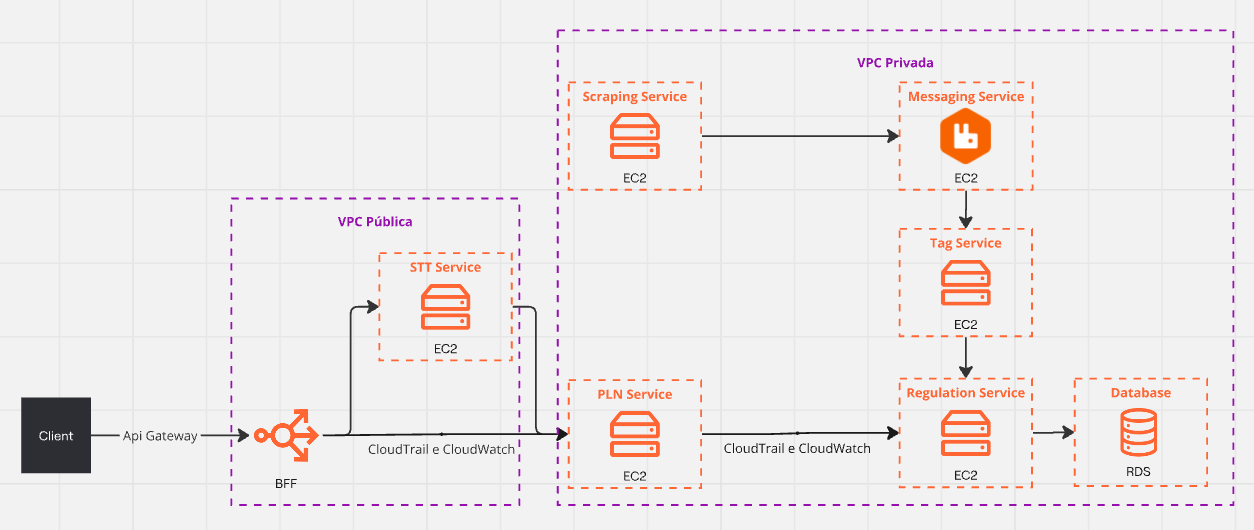 VPC Privada
Scraping Service
EC2
Messaging Service
EC2
VPC Pública
STT Service
EC2
Tag Service
EC2
Client
Api Gateway
BFF
CloudTrail e CloudWatch
PLN Service
EC2
CloudTrail e CloudWatch
Regulation Service
EC2
Database
RDS